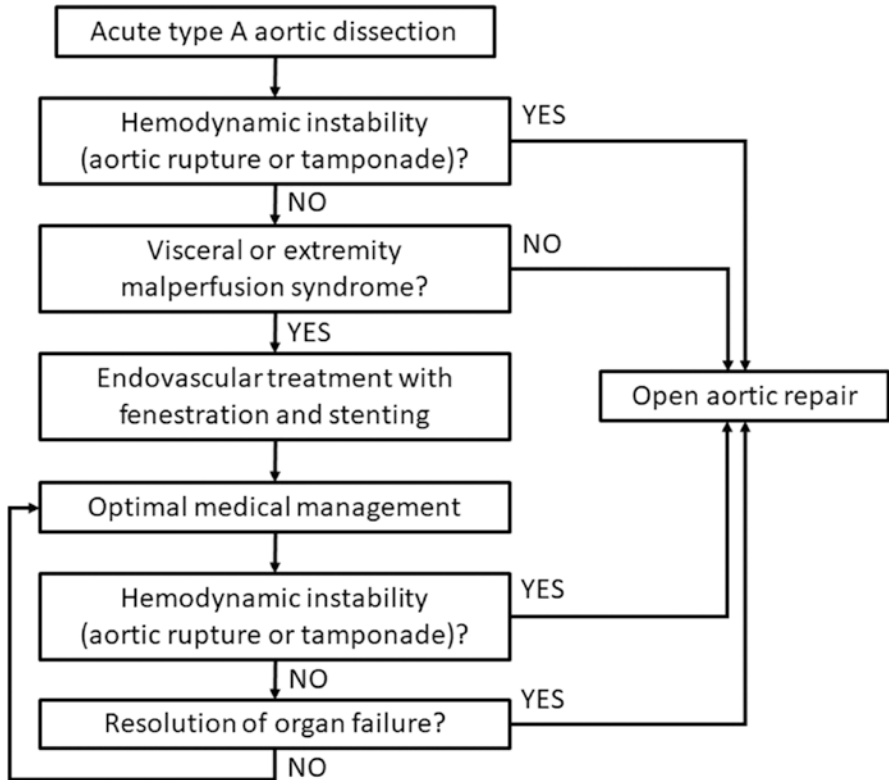 Acute type A aortic dissection
Hemodynamic instability
(aortic rupture or tamponade)?
YES
NO
Visceral or extremity
malperfusion syndrome?
NO
YES
Endovascular treatment with
fenestration and stenting
Open aortic repair
Optimal medical management
Hemodynamic instability
(aortic rupture or tamponade)?
YES
NO
Resolution of organ failure?
YES
NO